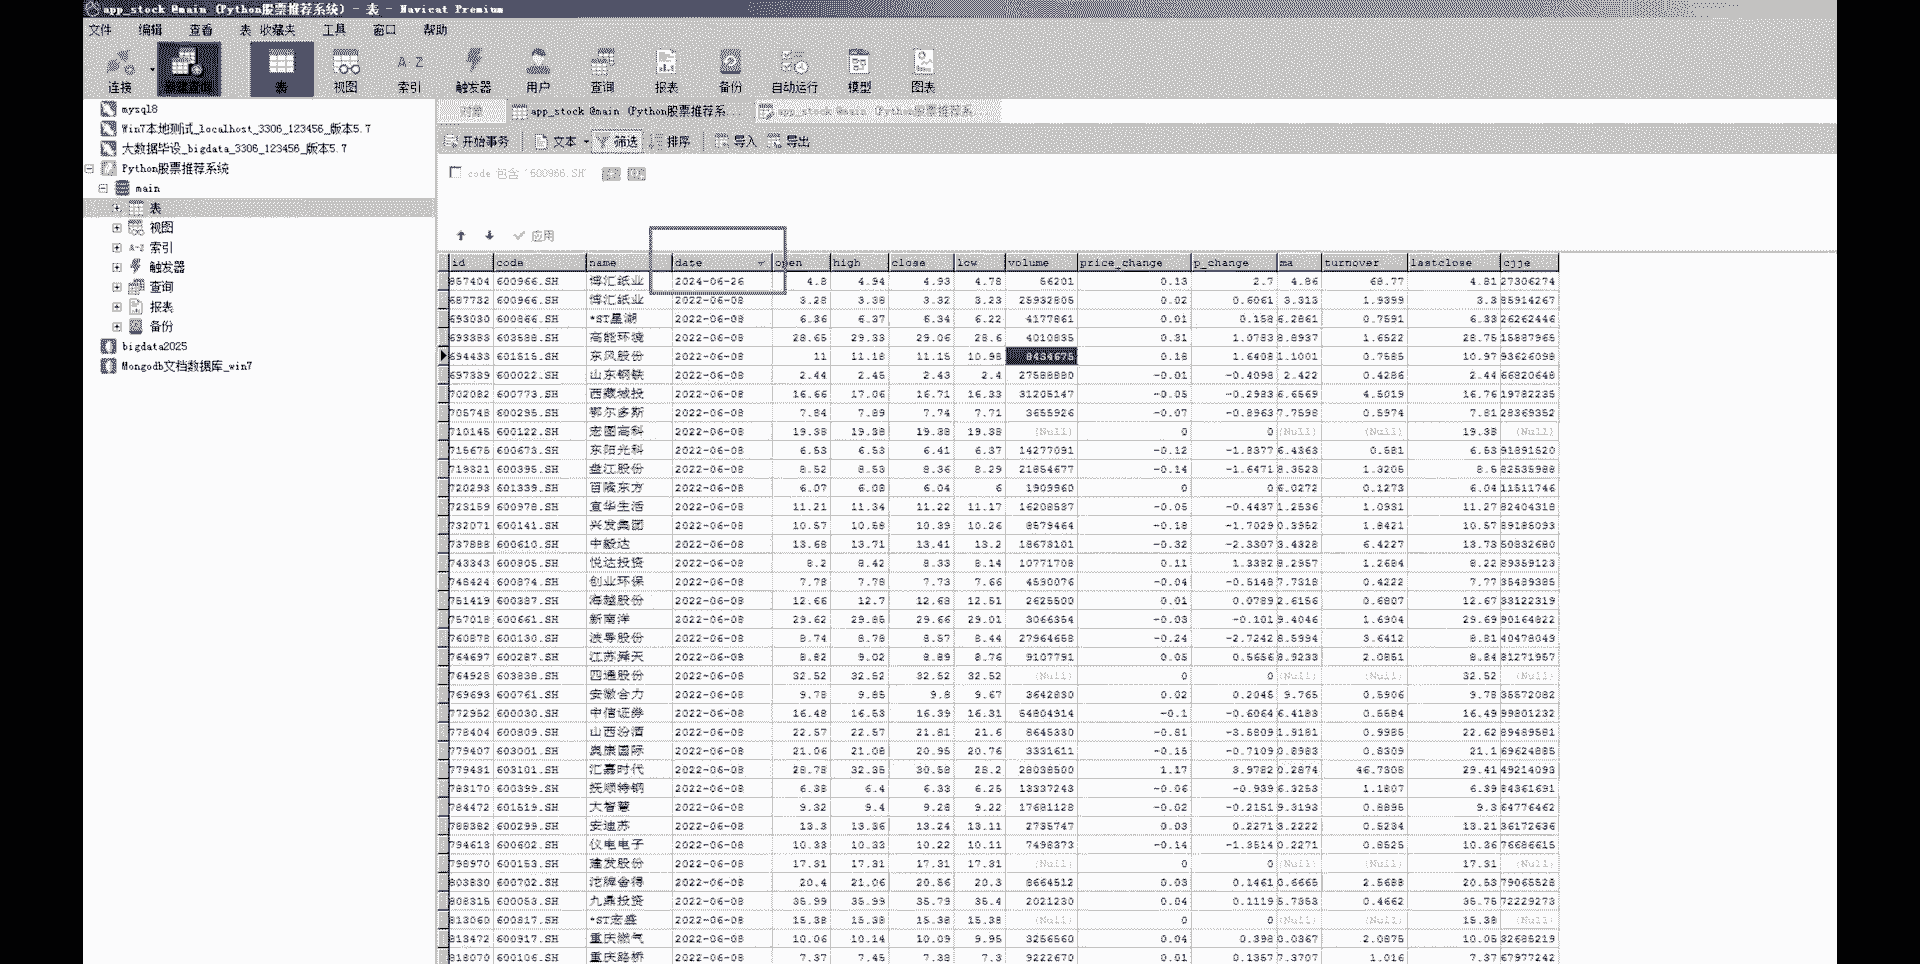 app_stock @main (Python股票推荐系统) - 表 - Navicat Premium
文件 编辑 查看 表 收藏夹 工具 窗口 帮助
连接 新建查询 表 视图 A-Z 索引 触发器 用户 查询 报表 备份 自动运行 模型 图表
mysql8
Win7本地测试_localhost_3306_123456_版本5.7
大数据毕设_bigdata_3306_123456_版本5.7
Python股票推荐系统
main
表
视图
A-Z 索引
触发器
查询
报表
备份
bigdata2025
Mongodb文档数据库_win7
对象 app_stock @main (Python股票推荐系... app_stock @main (Python股票推荐系...
开始事务 文本 筛选 排序 导入 导出
code 包含 '600966.SH'
应用
id code name date open high close low volume price_change p_change ma turnover lastclose cjje
857404 600966.SH 博汇纸业 2024-06-26 4.8 4.94 4.93 4.78 56201 0.13 2.7 4.86 68.77 4.81 27306274
687732 600966.SH 博汇纸业 2022-06-08 3.28 3.38 3.32 3.23 25932805 0.02 0.6061 3.313 1.9399 3.3 85914267
693030 600866.SH *ST星湖 2022-06-08 6.36 6.37 6.34 6.22 4177861 0.01 0.158 6.2861 0.7591 6.33 26262446
693383 603588.SH 高能环境 2022-06-08 28.65 29.33 29.06 28.6 4010835 0.31 1.0783 8.8937 1.6522 28.75 15887965
694433 601515.SH 东风股份 2022-06-08 11 11.18 11.15 10.98 8434675 0.18 1.6408 1.1001 0.7585 10.97 93626098
697339 600022.SH 山东钢铁 2022-06-08 2.44 2.45 2.43 2.4 27588880 -0.01 -0.4098 2.422 0.4286 2.44 66820648
702082 600773.SH 西藏城投 2022-06-08 16.66 17.06 16.71 16.33 31205147 -0.05 -0.2983 6.6569 4.5019 16.76 19782235
705748 600295.SH 鄂尔多斯 2022-06-08 7.84 7.89 7.74 7.71 3655926 -0.07 -0.8963 7.7598 0.5974 7.81 28369352
710145 600122.SH 宏图高科 2022-06-08 19.38 19.38 19.38 19.38 (Null) 0 0 (Null) (Null) 19.38 (Null)
715675 600673.SH 东阳光科 2022-06-08 6.53 6.53 6.41 6.37 14277091 -0.12 -1.8377 6.4363 0.581 6.53 91891520
719321 600395.SH 盘江股份 2022-06-08 8.52 8.53 8.36 8.29 21854677 -0.14 -1.6471 8.3523 1.3205 8.5 82535988
720293 601339.SH 百隆东方 2022-06-08 6.07 6.08 6.04 6 1909960 0 0 6.0272 0.1273 6.04 11511746
723159 600978.SH 宜华生活 2022-06-08 11.21 11.34 11.22 11.17 16208537 -0.05 -0.4437 1.2536 1.0931 11.27 82404318
732071 600141.SH 兴发集团 2022-06-08 10.57 10.58 10.39 10.26 8579464 -0.18 -1.7029 0.3952 1.8421 10.57 89185093
737888 600610.SH 中毅达 2022-06-08 13.68 13.71 13.41 13.2 18673101 -0.32 -2.3307 3.4328 6.4227 13.73 50832680
743343 600805.SH 悦达投资 2022-06-08 8.2 8.42 8.33 8.14 10771708 0.11 1.3382 8.2957 1.2684 8.22 89359123
748424 600874.SH 创业环保 2022-06-08 7.78 7.78 7.73 7.66 4590076 -0.04 -0.5148 7.7318 0.4222 7.77 35489385
751419 600387.SH 海越股份 2022-06-08 12.66 12.7 12.68 12.51 2625500 0.01 0.0789 2.6156 0.6807 12.67 33122319
757018 600661.SH 新南洋 2022-06-08 29.62 29.85 29.66 29.01 3066354 -0.03 -0.101 9.4046 1.6904 29.69 90164822
760878 600130.SH 波导股份 2022-06-08 8.74 8.78 8.57 8.44 27964658 -0.24 -2.7242 8.5994 3.6412 8.81 40478049
764697 600287.SH 江苏舜天 2022-06-08 8.82 9.02 8.89 8.76 9107791 0.05 0.5656 8.9233 2.0851 8.84 81271957
764928 603838.SH 四通股份 2022-06-08 32.52 32.52 32.52 32.52 (Null) 0 0 (Null) (Null) 32.52 (Null)
769693 600761.SH 安徽合力 2022-06-08 9.78 9.85 9.8 9.67 3642830 0.02 0.2045 9.765 0.5906 9.78 35572082
772952 600030.SH 中信证券 2022-06-08 16.48 16.53 16.39 16.31 54804914 -0.1 -0.6064 6.4183 0.5584 16.49 99801232
778404 600809.SH 山西汾酒 2022-06-08 22.57 22.57 21.81 21.6 8645330 -0.81 -3.5809 1.9181 0.9985 22.62 89489581
779407 603001.SH 奥康国际 2022-06-08 21.06 21.08 20.95 20.76 3331611 -0.15 -0.7109 0.8983 0.8309 21.1 69624885
779431 603101.SH 汇嘉时代 2022-06-08 28.78 32.35 30.58 28.2 28038500 1.17 3.9782 0.2874 46.7308 29.41 49214093
783170 600399.SH 抚顺特钢 2022-06-08 6.38 6.4 6.33 6.25 13337243 -0.06 -0.939 6.3253 1.1807 6.39 84361691
784472 601519.SH 大智慧 2022-06-08 9.32 9.4 9.28 9.22 17681128 -0.02 -0.2151 9.3193 0.8895 9.3 64776462
788382 600299.SH 安迪苏 2022-06-08 13.3 13.36 13.24 13.11 2735747 0.03 0.2271 3.2222 0.5234 13.21 36172636
794613 600602.SH 仪电电子 2022-06-08 10.33 10.33 10.22 10.11 7498373 -0.14 -1.3514 0.2271 0.8525 10.36 76686615
798970 600153.SH 建发股份 2022-06-08 17.31 17.31 17.31 17.31 (Null) 0 0 (Null) (Null) 17.31 (Null)
803830 600702.SH 沱牌舍得 2022-06-08 20.4 21.06 20.56 20.3 8664512 0.03 0.1461 0.6665 2.5688 20.53 79065528
808315 600053.SH 九鼎投资 2022-06-08 35.99 35.99 35.79 35.4 2021230 0.04 0.1119 5.7353 0.4662 35.75 72229273
813060 600817.SH *ST宏盛 2022-06-08 15.38 15.38 15.38 15.38 (Null) 0 0 (Null) (Null) 15.38 (Null)
813472 600917.SH 重庆燃气 2022-06-08 10.06 10.14 10.09 9.95 3256560 0.04 0.398 0.0367 2.0875 10.05 32685219
818070 600106.SH 重庆路桥 2022-06-08 7.37 7.45 7.38 7.3 9222670 0.01 0.1357 7.3707 1.016 7.37 67977242